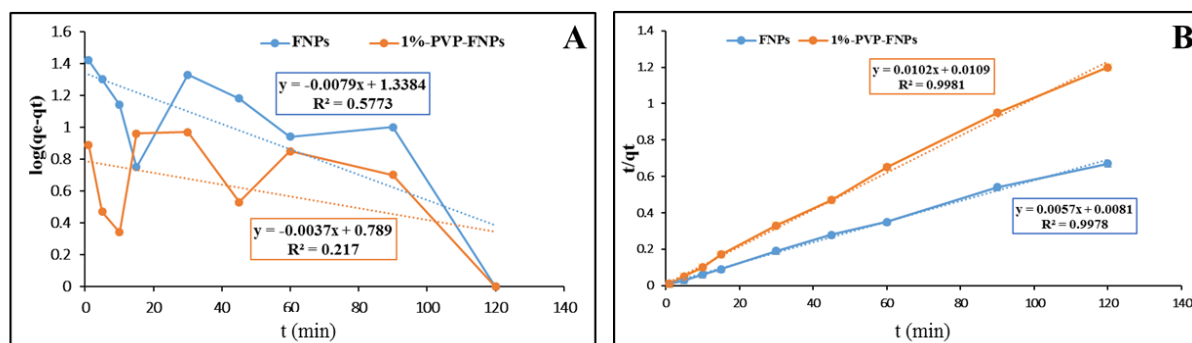 FNPs
1%-PVP-FNPs
A
1.6
1.4
1.2
1
0.8
0.6
0.4
0.2
0
log(qe-qt)
y = -0.0079x + 1.3384
R² = 0.5773
y = -0.0037x + 0.789
R² = 0.217
0 20 40 60 80 100 120 140
t (min)
FNPs
1%-PVP-FNPs
B
1.4
1.2
1
0.8
0.6
0.4
0.2
0
t/qt
y = 0.0102x + 0.0109
R² = 0.9981
y = 0.0057x + 0.0081
R² = 0.9978
0 20 40 60 80 100 120 140
t (min)